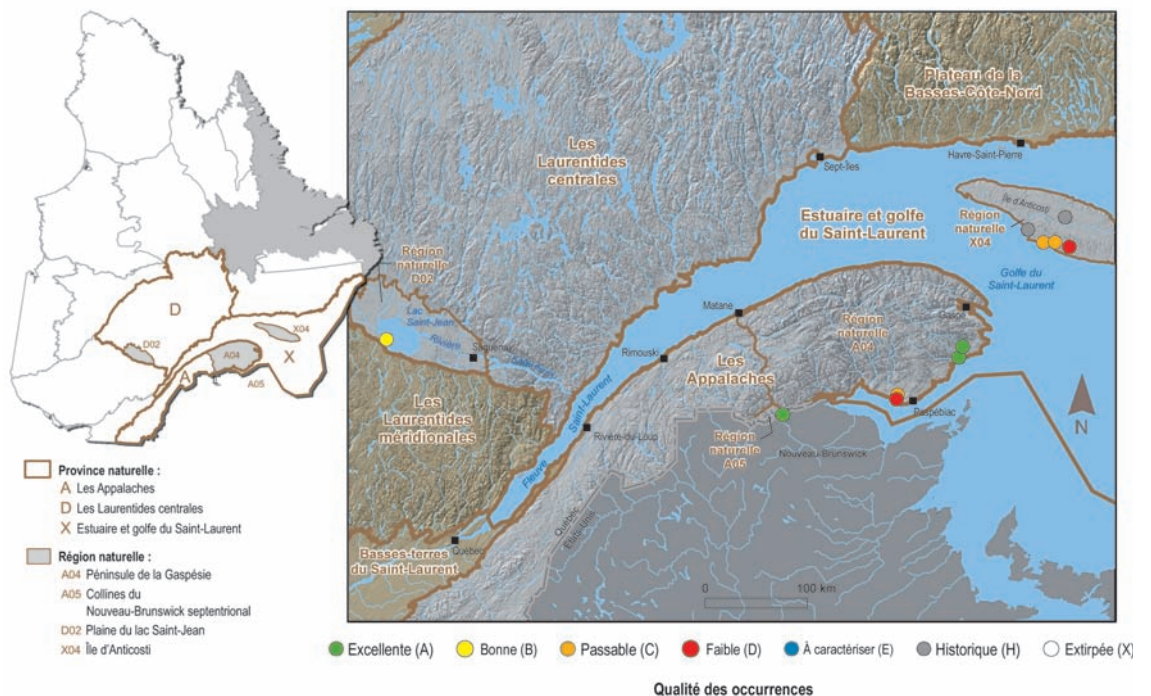 D
D02
X04
A04
X
A
A05
Province naturelle :
A Les Appalaches
D Les Laurentides centrales
X Estuaire et golfe du Saint-Laurent
Région naturelle :
A04 Péninsule de la Gaspésie
A05 Collines du
Nouveau-Brunswick septentrional
D02 Plaine du lac Saint-Jean
X04 Île d'Anticosti
Plateau de la
Basses-Côte-Nord
Les
Laurentides
centrales
Sept-Îles
Havre-Saint-Pierre
Île d'Anticosti
Région
naturelle
X04
Estuaire et golfe
du Saint-Laurent
Golfe du
Saint-Laurent
Région
naturelle
D02
Lac
Saint-Jean
Rivière
Saguenay
Saguenay
Matane
Gaspé
Région
naturelle
A04
Rimouski
Les
Appalaches
Paspébiac
Les
Laurentides
méridionales
Fleuve Saint-Laurent
Rivière-du-Loup
Région
naturelle
A05
Nouveau-Brunswick
N
Québec
États-Unis
Québec
Basses-terres
du Saint-Laurent
0 100 km
Excellente (A) Bonne (B) Passable (C) Faible (D) À caractériser (E) Historique (H) Extirpée (X)
Qualité des occurrences